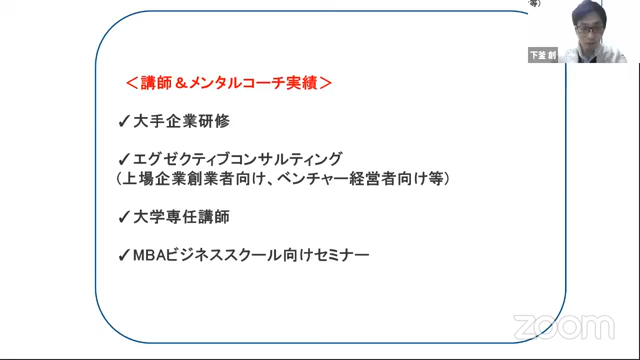 等)
下釜 創
＜講師＆メンタルコーチ実績＞
✓大手企業研修
✓エグゼクティブコンサルティング
(上場企業創業者向け、ベンチャー経営者向け等)
✓大学専任講師
✓MBAビジネススクール向けセミナー
zoom